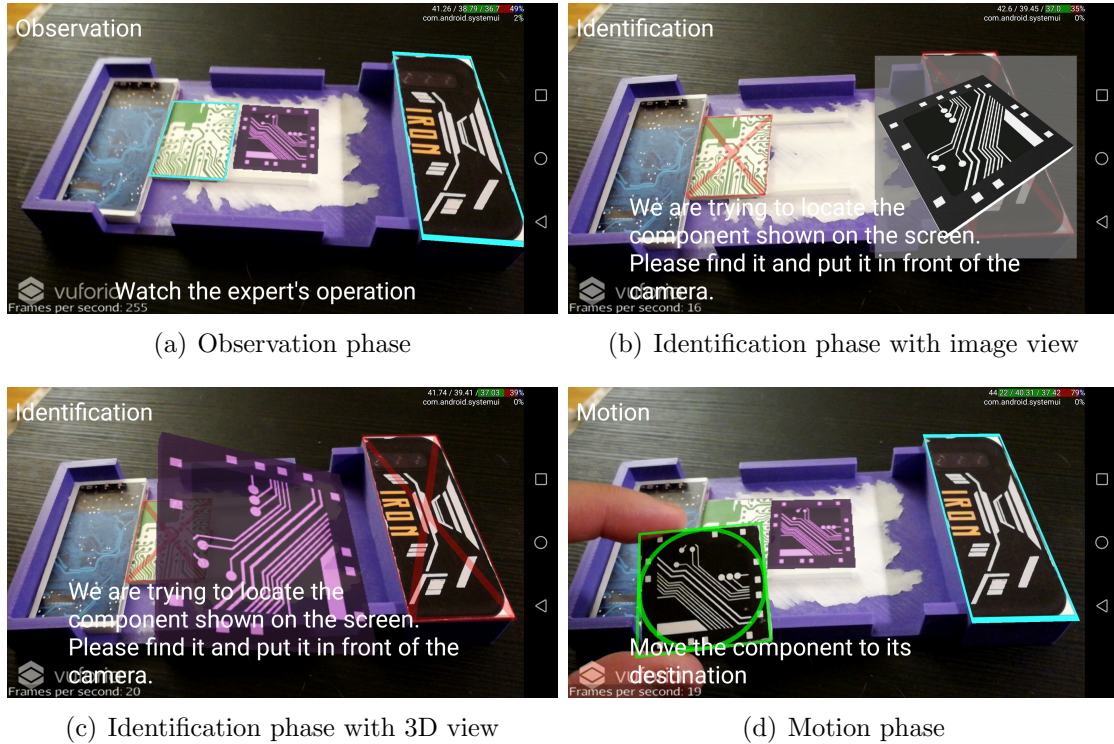 Observation
41.26 / 38.79 / 36.7 49%
com.android.systemui 2%
IRON
vuforia
Watch the expert's operation
Frames per second: 255
(a) Observation phase
Identification
42.6 / 39.45 / 37.0 35%
com.android.systemui 0%
We are trying to locate the
component shown on the screen.
Please find it and put it in front of the
camera.
vuforia
Frames per second: 16
(b) Identification phase with image view
Identification
41.74 / 39.41 / 37.03 39%
com.android.systemui 0%
IRON
We are trying to locate the
component shown on the screen.
Please find it and put it in front of the
camera.
vuforia
Frames per second: 20
(c) Identification phase with 3D view
Motion
44.22 / 40.31 / 37.42 79%
com.android.systemui 0%
IRON
Move the component to its
destination
vuforia
Frames per second: 19
(d) Motion phase